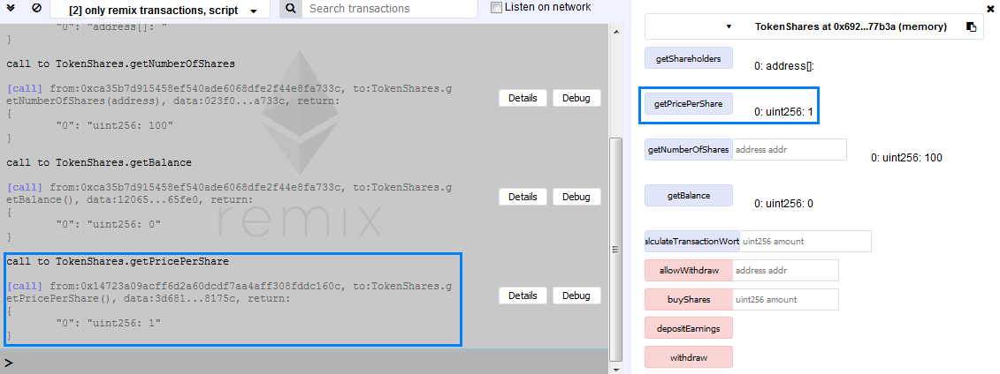 [2] only remix transactions, script
Search transactions
Listen on network
"0": "address[]: "
}
call to TokenShares.getNumberOfShares
[call] from:0xca35b7d915458ef540ade6068dfe2f44e8fa733c, to:TokenShares.g
etNumberOfShares(address), data:023f0...a733c, return:
Details
Debug
{
"0": "uint256: 100"
}
call to TokenShares.getBalance
[call] from:0xca35b7d915458ef540ade6068dfe2f44e8fa733c, to:TokenShares.g
etBalance(), data:12065...65fe0, return:
Details
Debug
{
"0": "uint256: 0"
}
remix
call to TokenShares.getPricePerShare
[call] from:0x14723a09acff6d2a60dcdf7aa4aff308fddc160c, to:TokenShares.g
etPricePerShare(), data:3d681...8175c, return:
Details
Debug
{
"0": "uint256: 1"
}
>
TokenShares at 0x692...77b3a (memory)
getShareholders
0: address[]:
getPricePerShare
0: uint256: 1
getNumberOfShares
address addr
0: uint256: 100
getBalance
0: uint256: 0
alculateTransactionWort
uint256 amount
allowWithdraw
address addr
buyShares
uint256 amount
depositEarnings
withdraw